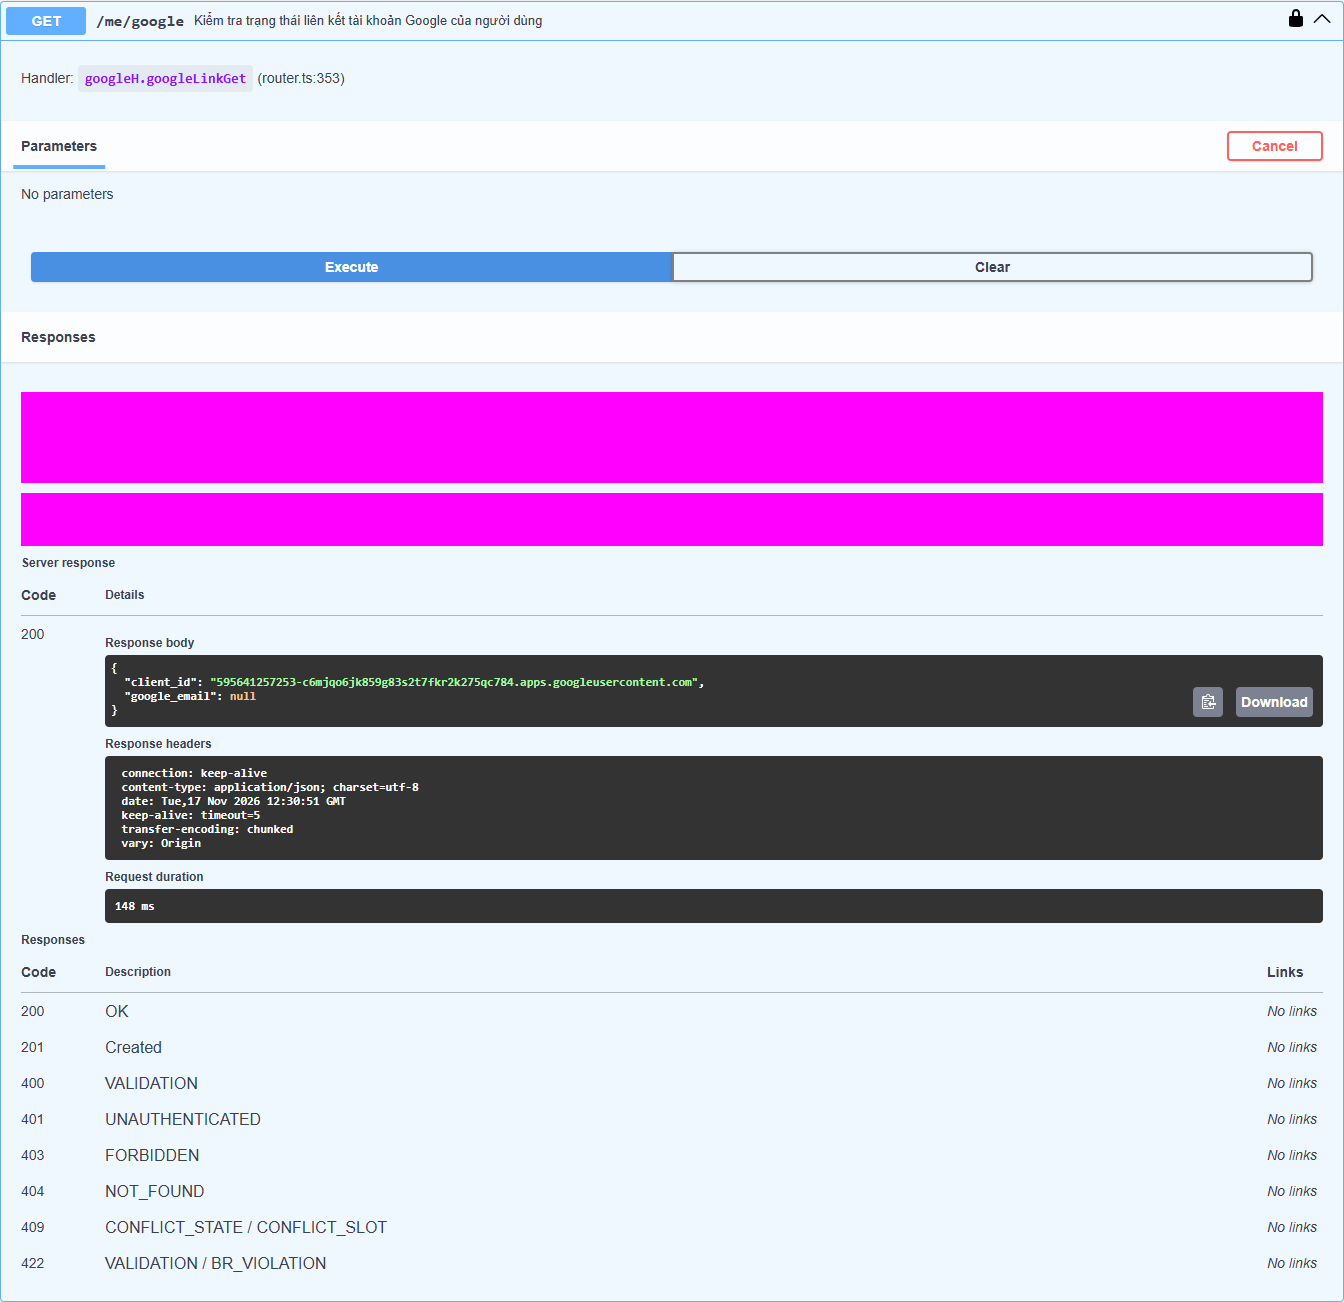 GET /me/google Kiểm tra trạng thái liên kết tài khoản Google của người dùng
Handler: googleH.googleLinkGet (router.ts:353)
Parameters
Cancel
No parameters
Execute
Clear
Responses
Server response
Code Details
200
Response body
{
"client_id": "595641257253-c6mjqo6jk859g83s2t7fkr2k275qc784.apps.googleusercontent.com",
"google_email": null
}
Download
Response headers
connection: keep-alive
content-type: application/json; charset=utf-8
date: Tue,17 Nov 2026 12:30:51 GMT
keep-alive: timeout=5
transfer-encoding: chunked
vary: Origin
Request duration
148 ms
Responses
Code Description Links
200 OK No links
201 Created No links
400 VALIDATION No links
401 UNAUTHENTICATED No links
403 FORBIDDEN No links
404 NOT_FOUND No links
409 CONFLICT_STATE / CONFLICT_SLOT No links
422 VALIDATION / BR_VIOLATION No links